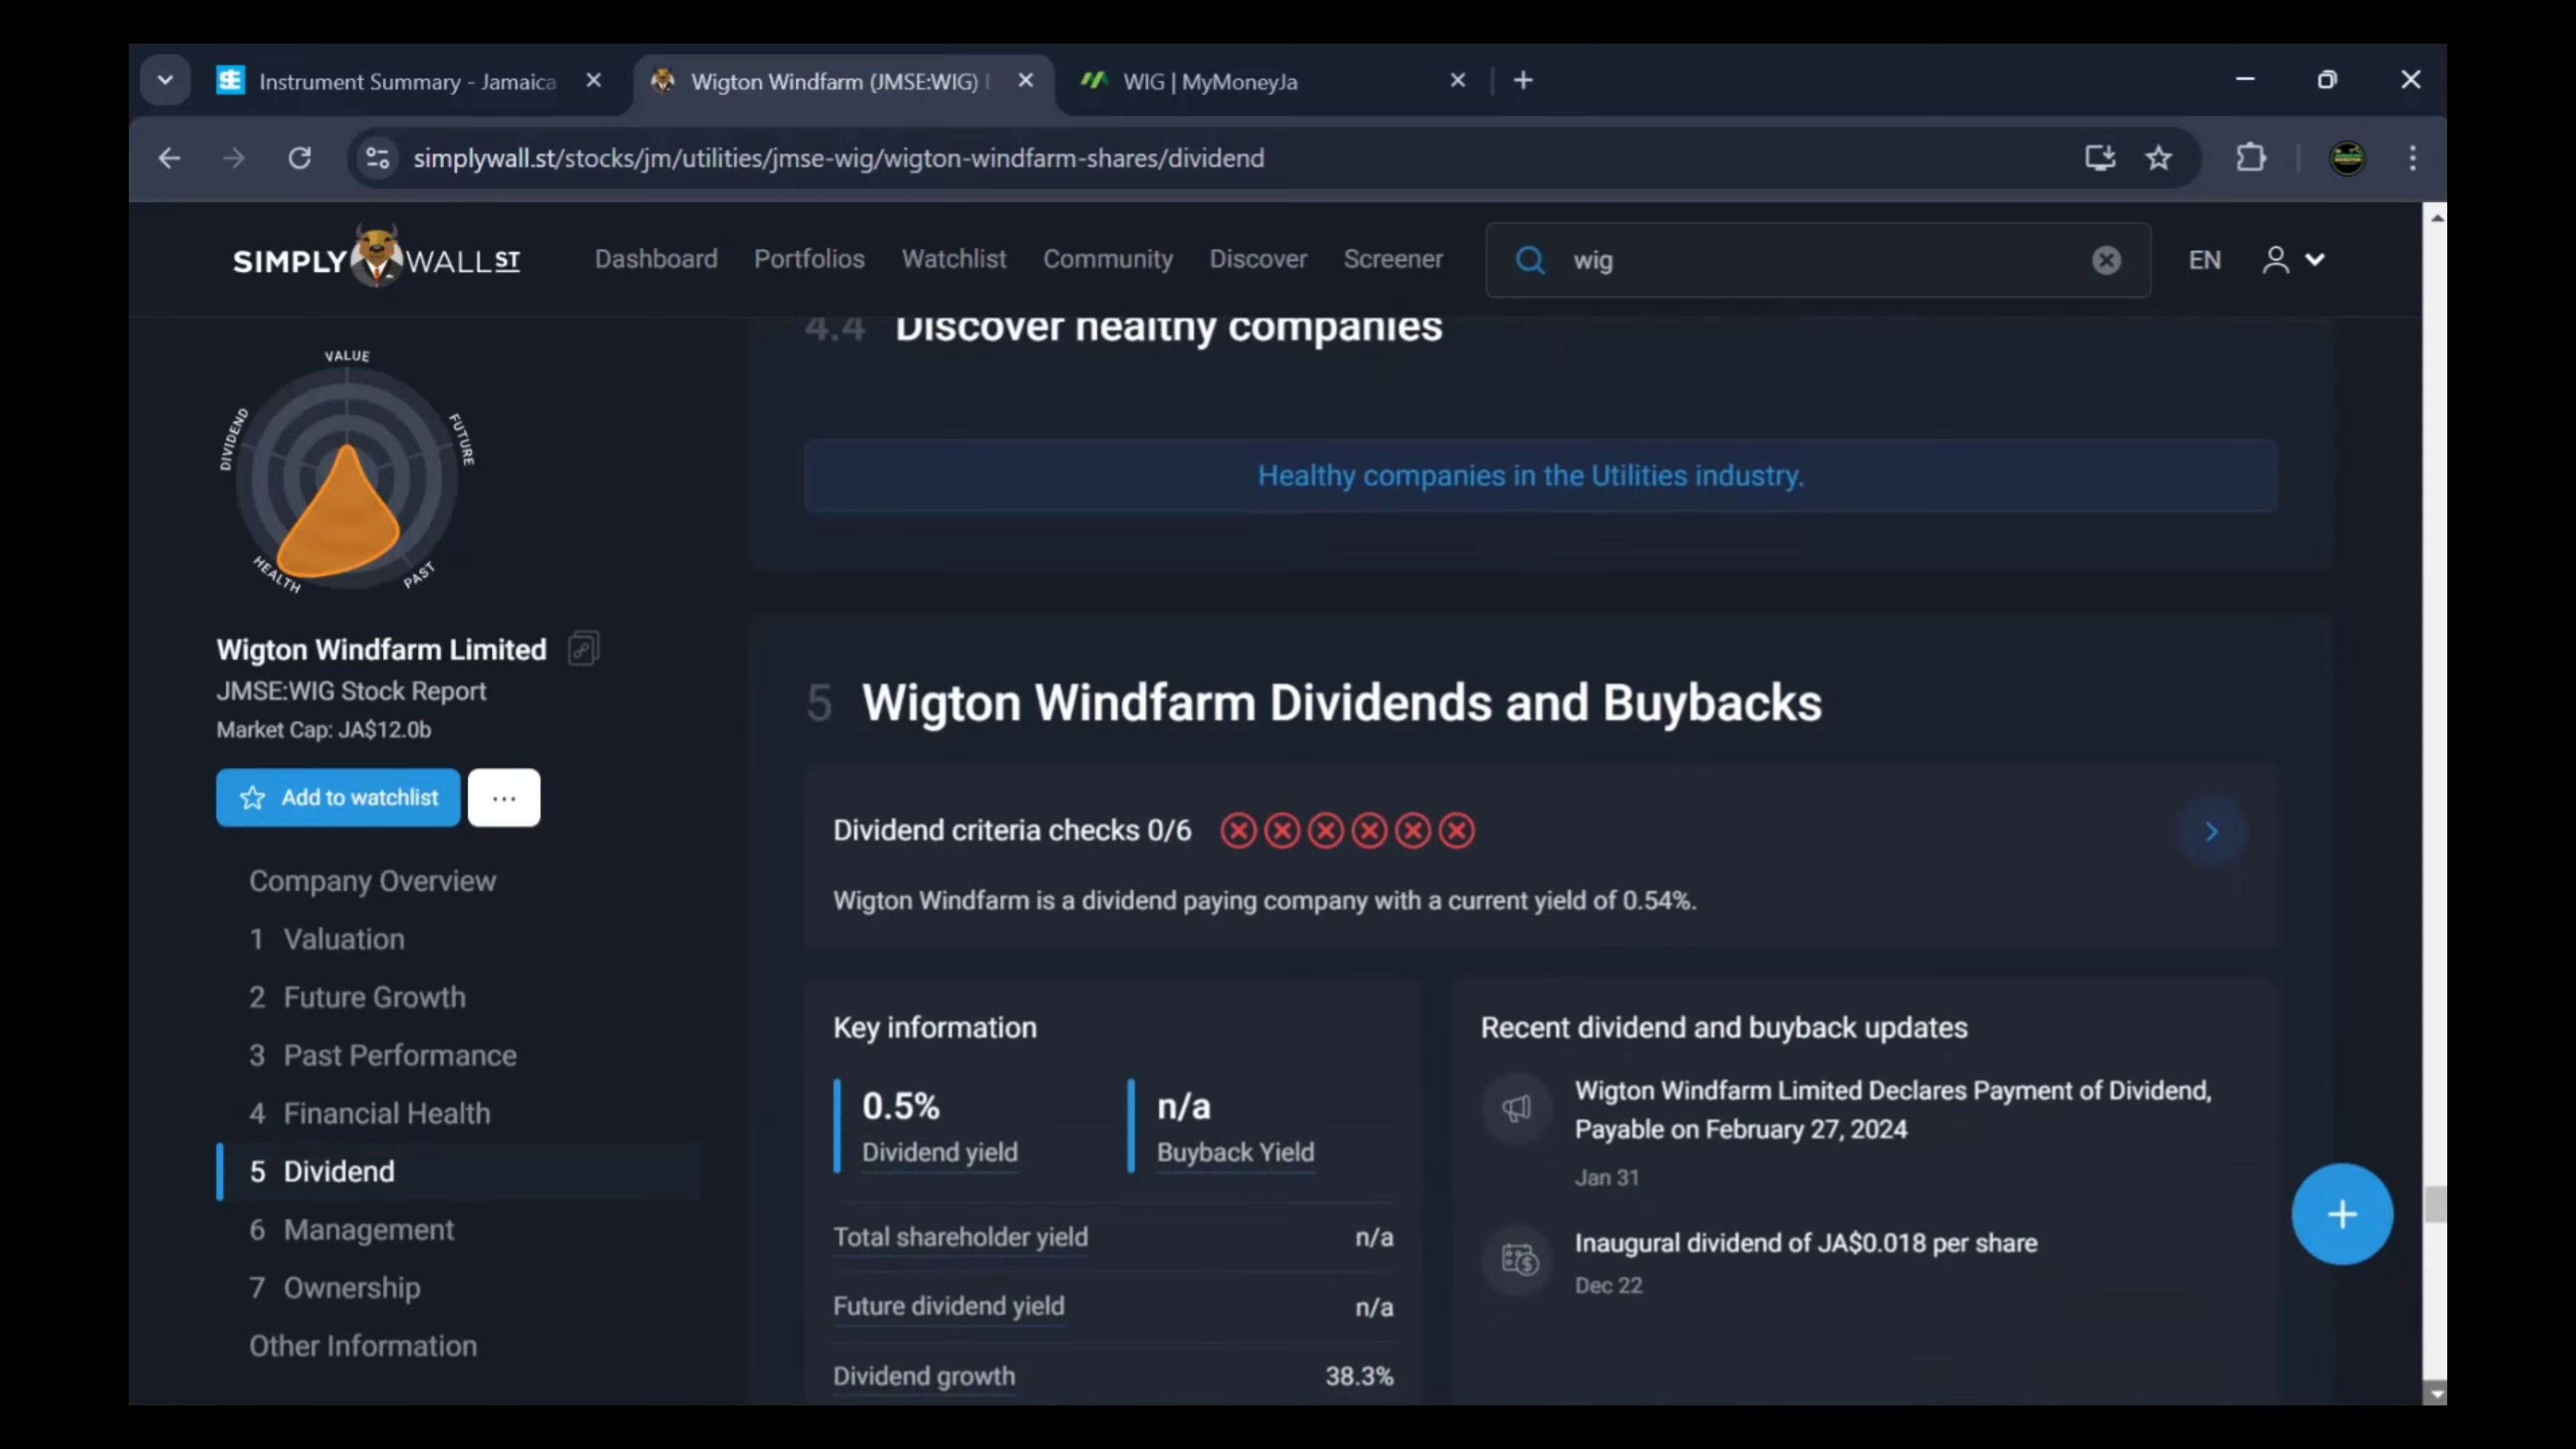 Instrument Summary - Jamaica
Wigton Windfarm (JMSE:WIG)
WIG | MyMoneyJa
simplywall.st/stocks/jm/utilities/jmse-wig/wigton-windfarm-shares/dividend
SIMPLY WALL ST
Dashboard
Portfolios
Watchlist
Community
Discover
Screener
wig
EN
4.4 Discover healthy companies
Healthy companies in the Utilities industry.
VALUE
FUTURE
PAST
HEALTH
DIVIDEND
Wigton Windfarm Limited
JMSE:WIG Stock Report
Market Cap: JA$12.0b
Add to watchlist
...
Company Overview
1 Valuation
2 Future Growth
3 Past Performance
4 Financial Health
5 Dividend
6 Management
7 Ownership
Other Information
5 Wigton Windfarm Dividends and Buybacks
Dividend criteria checks 0/6
Wigton Windfarm is a dividend paying company with a current yield of 0.54%.
Key information
0.5%
Dividend yield
n/a
Buyback Yield
Total shareholder yield n/a
Future dividend yield n/a
Dividend growth 38.3%
Recent dividend and buyback updates
Wigton Windfarm Limited Declares Payment of Dividend,
Payable on February 27, 2024
Jan 31
Inaugural dividend of JA$0.018 per share
Dec 22